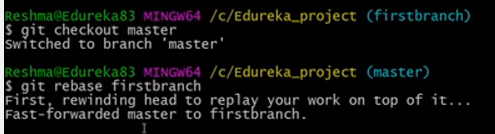 Reshma@Edureka83 MINGW64 /c/Edureka_project (firstbranch)
$ git checkout master
Switched to branch 'master'
Reshma@Edureka83 MINGW64 /c/Edureka_project (master)
$ git rebase firstbranch
First, rewinding head to replay your work on top of it...
Fast-forwarded master to firstbranch.